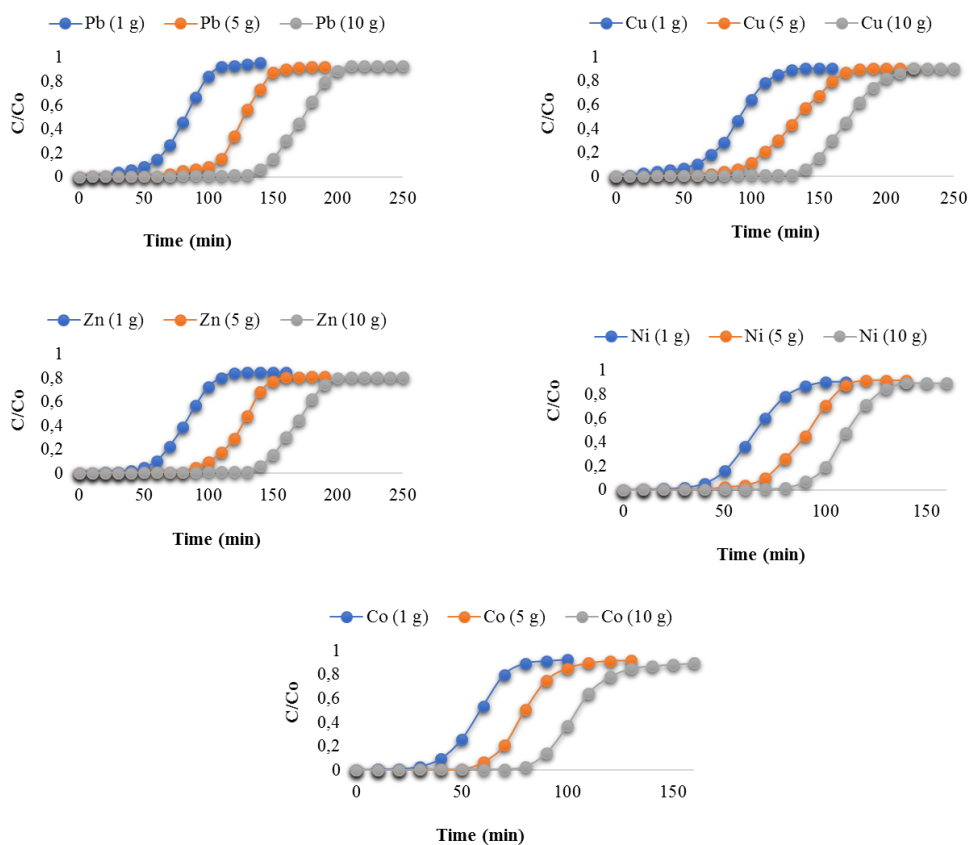 Pb (1 g) Pb (5 g) Pb (10 g)
1
0,8
0,6
0,4
0,2
0
C/Co
0 50 100 150 200 250
Time (min)
Cu (1 g) Cu (5 g) Cu (10 g)
1
0,8
0,6
0,4
0,2
0
C/Co
0 50 100 150 200 250
Time (min)
Zn (1 g) Zn (5 g) Zn (10 g)
1
0,8
0,6
0,4
0,2
0
C/Co
0 50 100 150 200 250
Time (min)
Ni (1 g) Ni (5 g) Ni (10 g)
1
0,8
0,6
0,4
0,2
0
C/Co
0 50 100 150
Time (min)
Co (1 g) Co (5 g) Co (10 g)
1
0,8
0,6
0,4
0,2
0
C/Co
0 50 100 150
Time (min)